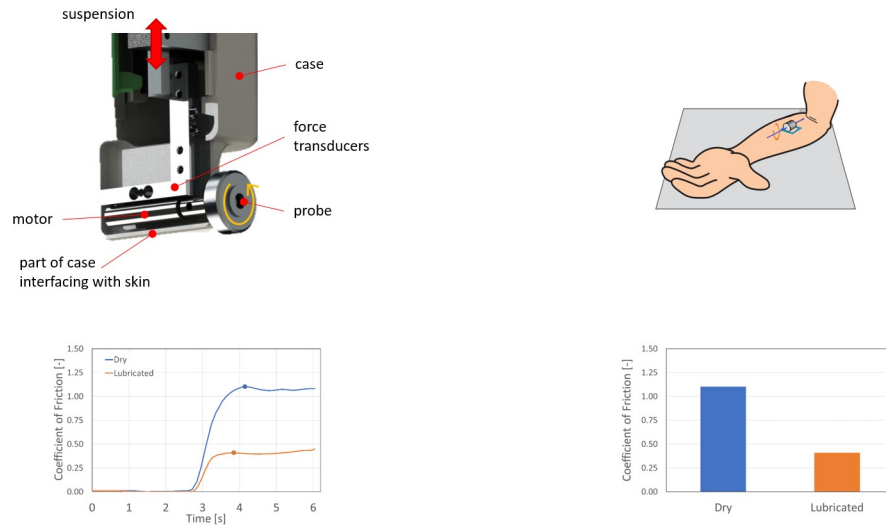 suspension
case
force
transducers
motor
probe
part of case
interfacing with skin
1.50
1.25
1.00
0.75
0.50
0.25
0.00
Coefficient of Friction [-]
Dry
Lubricated
0 1 2 3 4 5 6
Time [s]
1.50
1.25
1.00
0.75
0.50
0.25
0.00
Coefficient of Friction [-]
Dry Lubricated